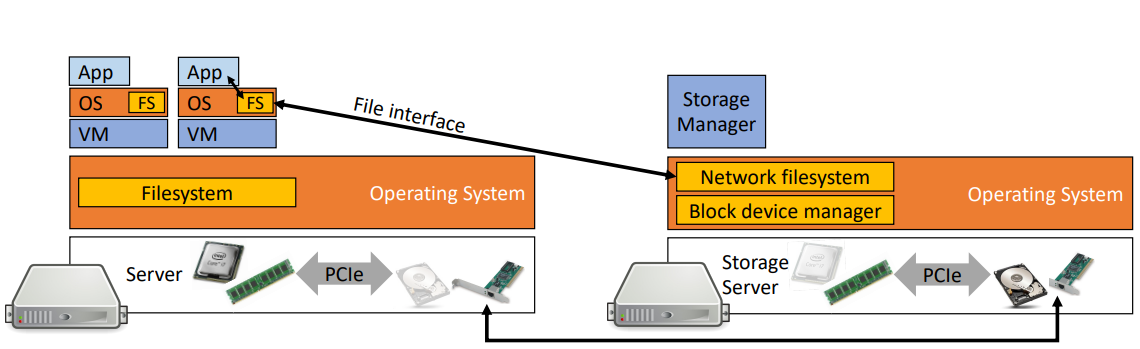 App
App
OS
FS
OS
FS
VM
VM
File interface
Storage
Manager
Filesystem
Operating System
Network filesystem
Block device manager
Operating System
Server
PCIe
Storage
Server
PCIe